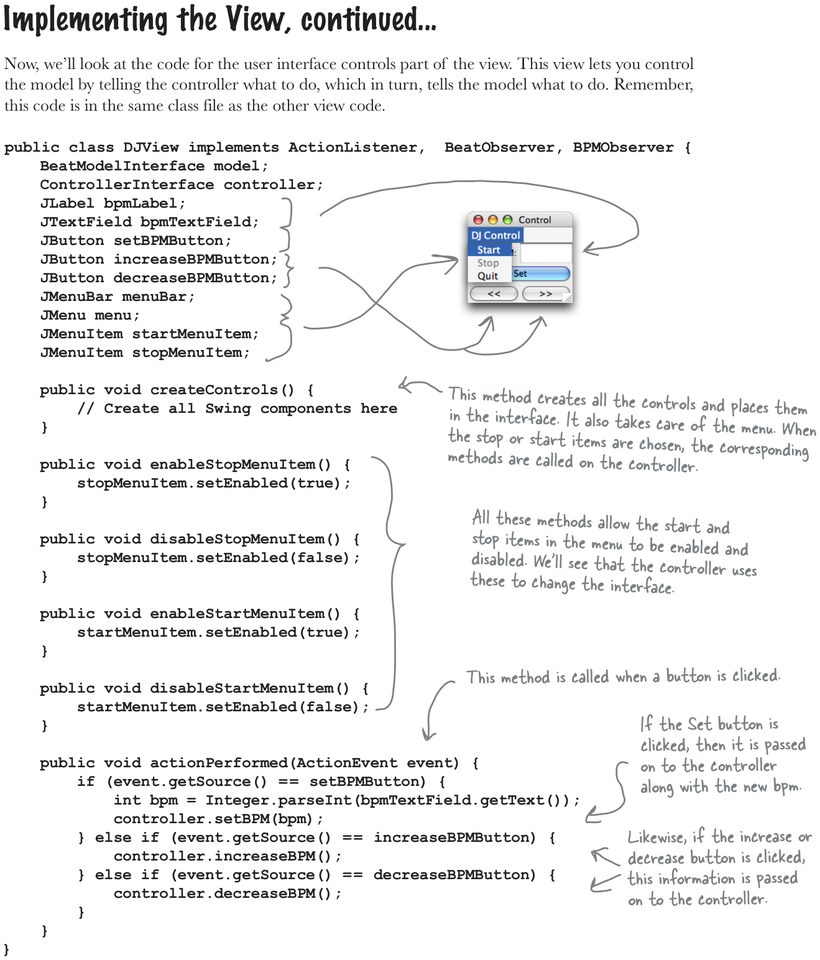 Implementing the View, continued...
Now, we'll look at the code for the user interface controls part of the view. This view lets you control
the model by telling the controller what to do, which in turn, tells the model what to do. Remember,
this code is in the same class file as the other view code.
public class DJView implements ActionListener,  BeatObserver, BPMObserver {
    BeatModelInterface model;
    ControllerInterface controller;
    JLabel bpmLabel;
    JTextField bpmTextField;
    JButton setBPMButton;
    JButton increaseBPMButton;
    JButton decreaseBPMButton;
    JMenuBar menuBar;
    JMenu menu;
    JMenuItem startMenuItem;
    JMenuItem stopMenuItem;
Control
DJ Control
Start
Stop
Quit
Set
<<
>>
    public void createControls() {
        // Create all Swing components here
    }
This method creates all the controls and places them
in the interface. It also takes care of the menu. When
the stop or start items are chosen, the corresponding
methods are called on the controller.
    public void enableStopMenuItem() {
        stopMenuItem.setEnabled(true);
    }
    public void disableStopMenuItem() {
        stopMenuItem.setEnabled(false);
    }
    public void enableStartMenuItem() {
        startMenuItem.setEnabled(true);
    }
    public void disableStartMenuItem() {
        startMenuItem.setEnabled(false);
    }
All these methods allow the start and
stop items in the menu to be enabled and
disabled. We'll see that the controller uses
these to change the interface.
This method is called when a button is clicked.
    public void actionPerformed(ActionEvent event) {
        if (event.getSource() == setBPMButton) {
            int bpm = Integer.parseInt(bpmTextField.getText());
            controller.setBPM(bpm);
        } else if (event.getSource() == increaseBPMButton) {
            controller.increaseBPM();
        } else if (event.getSource() == decreaseBPMButton) {
            controller.decreaseBPM();
        }
    }
}
If the Set button is
clicked, then it is passed
on to the controller
along with the new bpm.
Likewise, if the increase or
decrease button is clicked,
this information is passed
on to the controller.